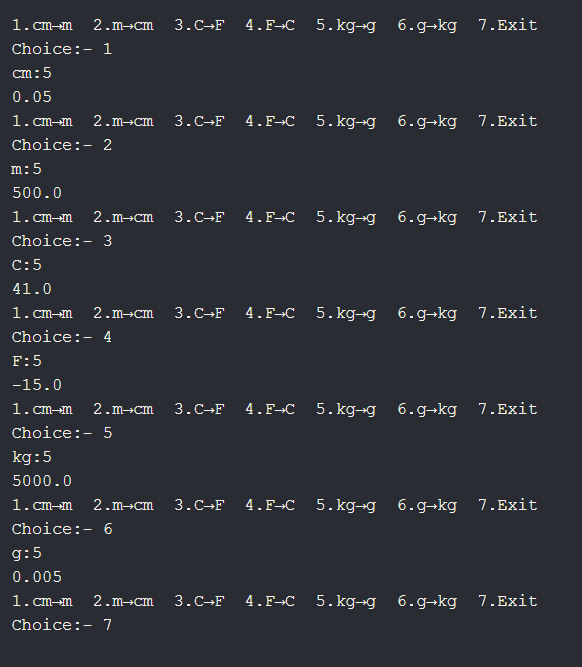 1.cm→m  2.m→cm  3.C→F  4.F→C  5.kg→g  6.g→kg  7.Exit
Choice:- 1
cm:5
0.05
1.cm→m  2.m→cm  3.C→F  4.F→C  5.kg→g  6.g→kg  7.Exit
Choice:- 2
m:5
500.0
1.cm→m  2.m→cm  3.C→F  4.F→C  5.kg→g  6.g→kg  7.Exit
Choice:- 3
C:5
41.0
1.cm→m  2.m→cm  3.C→F  4.F→C  5.kg→g  6.g→kg  7.Exit
Choice:- 4
F:5
-15.0
1.cm→m  2.m→cm  3.C→F  4.F→C  5.kg→g  6.g→kg  7.Exit
Choice:- 5
kg:5
5000.0
1.cm→m  2.m→cm  3.C→F  4.F→C  5.kg→g  6.g→kg  7.Exit
Choice:- 6
g:5
0.005
1.cm→m  2.m→cm  3.C→F  4.F→C  5.kg→g  6.g→kg  7.Exit
Choice:- 7